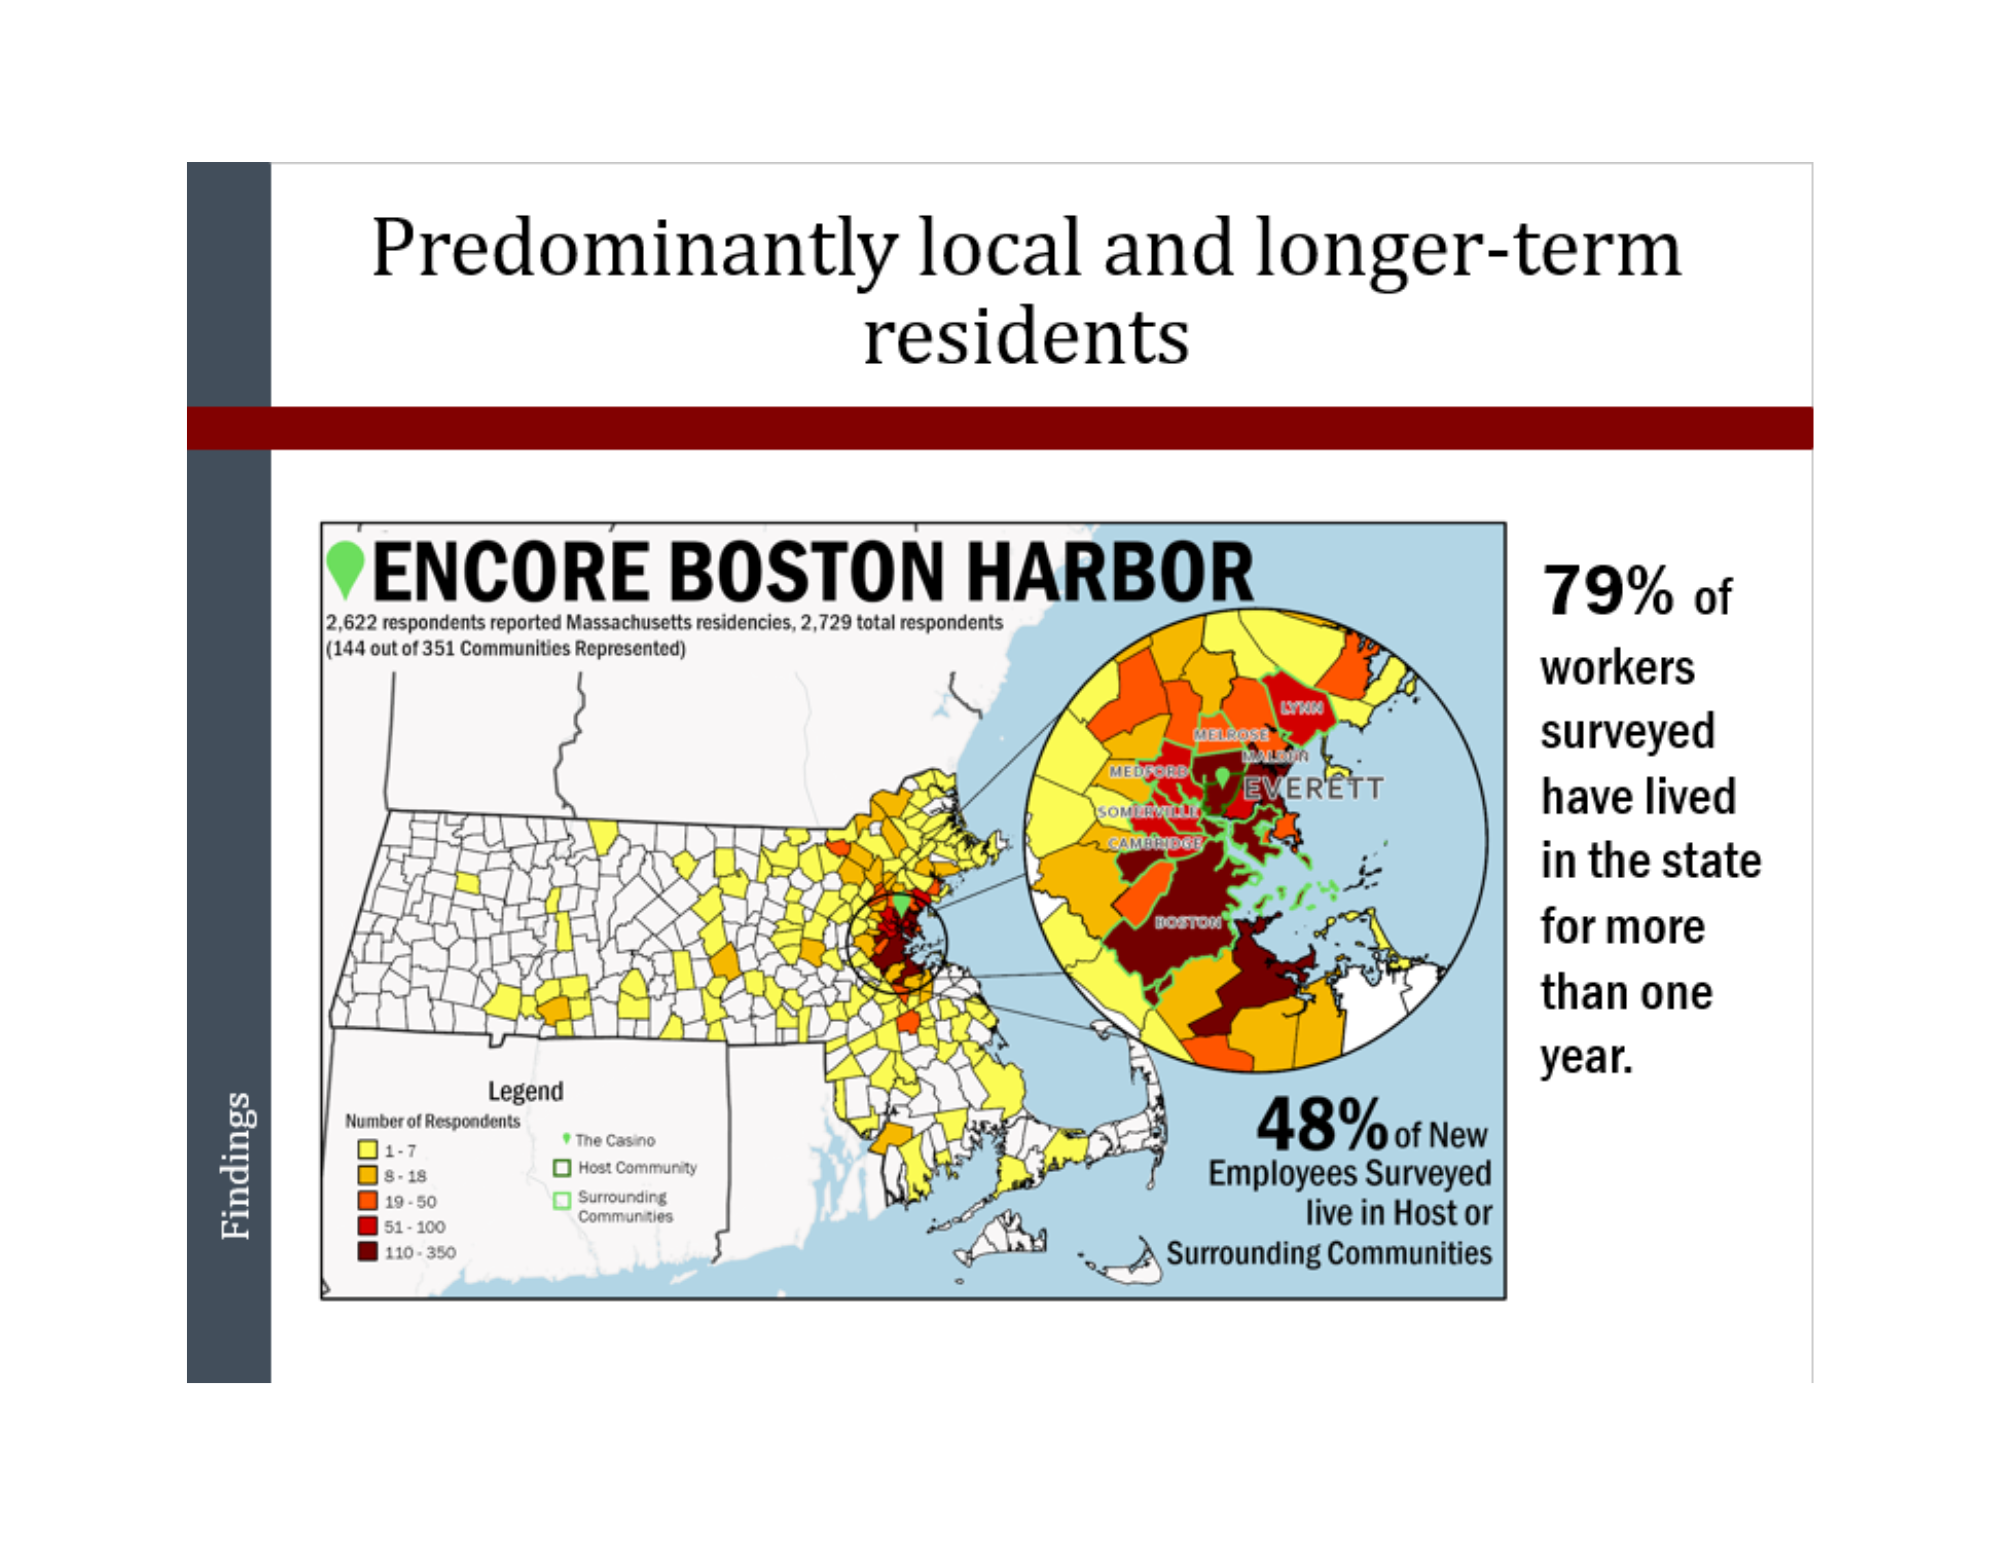 Predominantly local and longer-term
residents
ENCORE BOSTON HARBOR
2,622 respondents reported Massachusetts residencies, 2,729 total respondents
(144 out of 351 Communities Represented)
LYNN
MELROSE
MALDEN
MEDFORD
EVERETT
SOMERVILLE
CAMBRIDGE
BOSTON
79% of
workers
surveyed
have lived
in the state
for more
than one
year.
Legend
Number of Respondents
1 - 7
8 - 18
19 - 50
51 - 100
110 - 350
The Casino
Host Community
Surrounding
Communities
48% of New
Employees Surveyed
live in Host or
Surrounding Communities
Findings